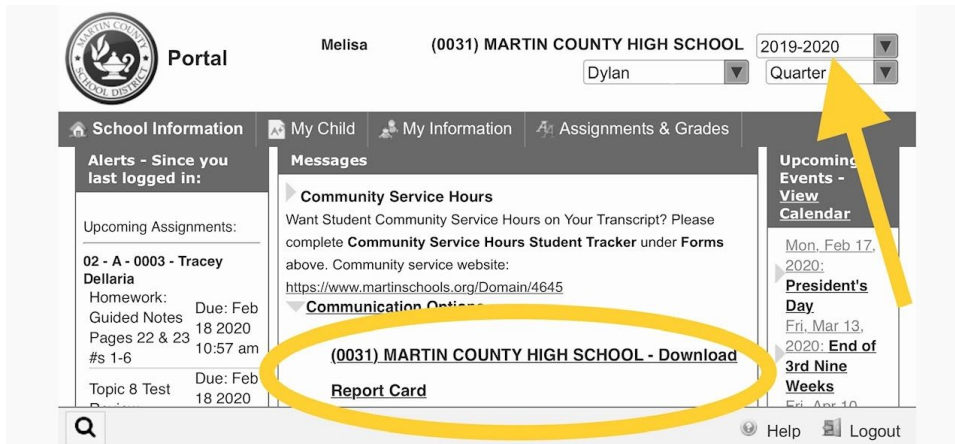 MARTIN COUNTY
SCHOOL DISTRICT
Portal
Melisa
(0031) MARTIN COUNTY HIGH SCHOOL
2019-2020
Dylan
Quarter
School Information
My Child
My Information
Assignments & Grades
Alerts - Since you
last logged in:
Upcoming Assignments:
02 - A - 0003 - Tracey
Dellaria
Homework:
Guided Notes
Pages 22 & 23
#s 1-6
Due: Feb
18 2020
10:57 am
Topic 8 Test
Due: Feb
18 2020
Messages
Community Service Hours
Want Student Community Service Hours on Your Transcript? Please
complete Community Service Hours Student Tracker under Forms
above. Community service website:
https://www.martinschools.org/Domain/4645
Communication Options
(0031) MARTIN COUNTY HIGH SCHOOL - Download
Report Card
Upcoming
Events -
View
Calendar
Mon, Feb 17,
2020:
President's
Day
Fri, Mar 13,
2020: End of
3rd Nine
Weeks
Fri, Apr 10
Help
Logout